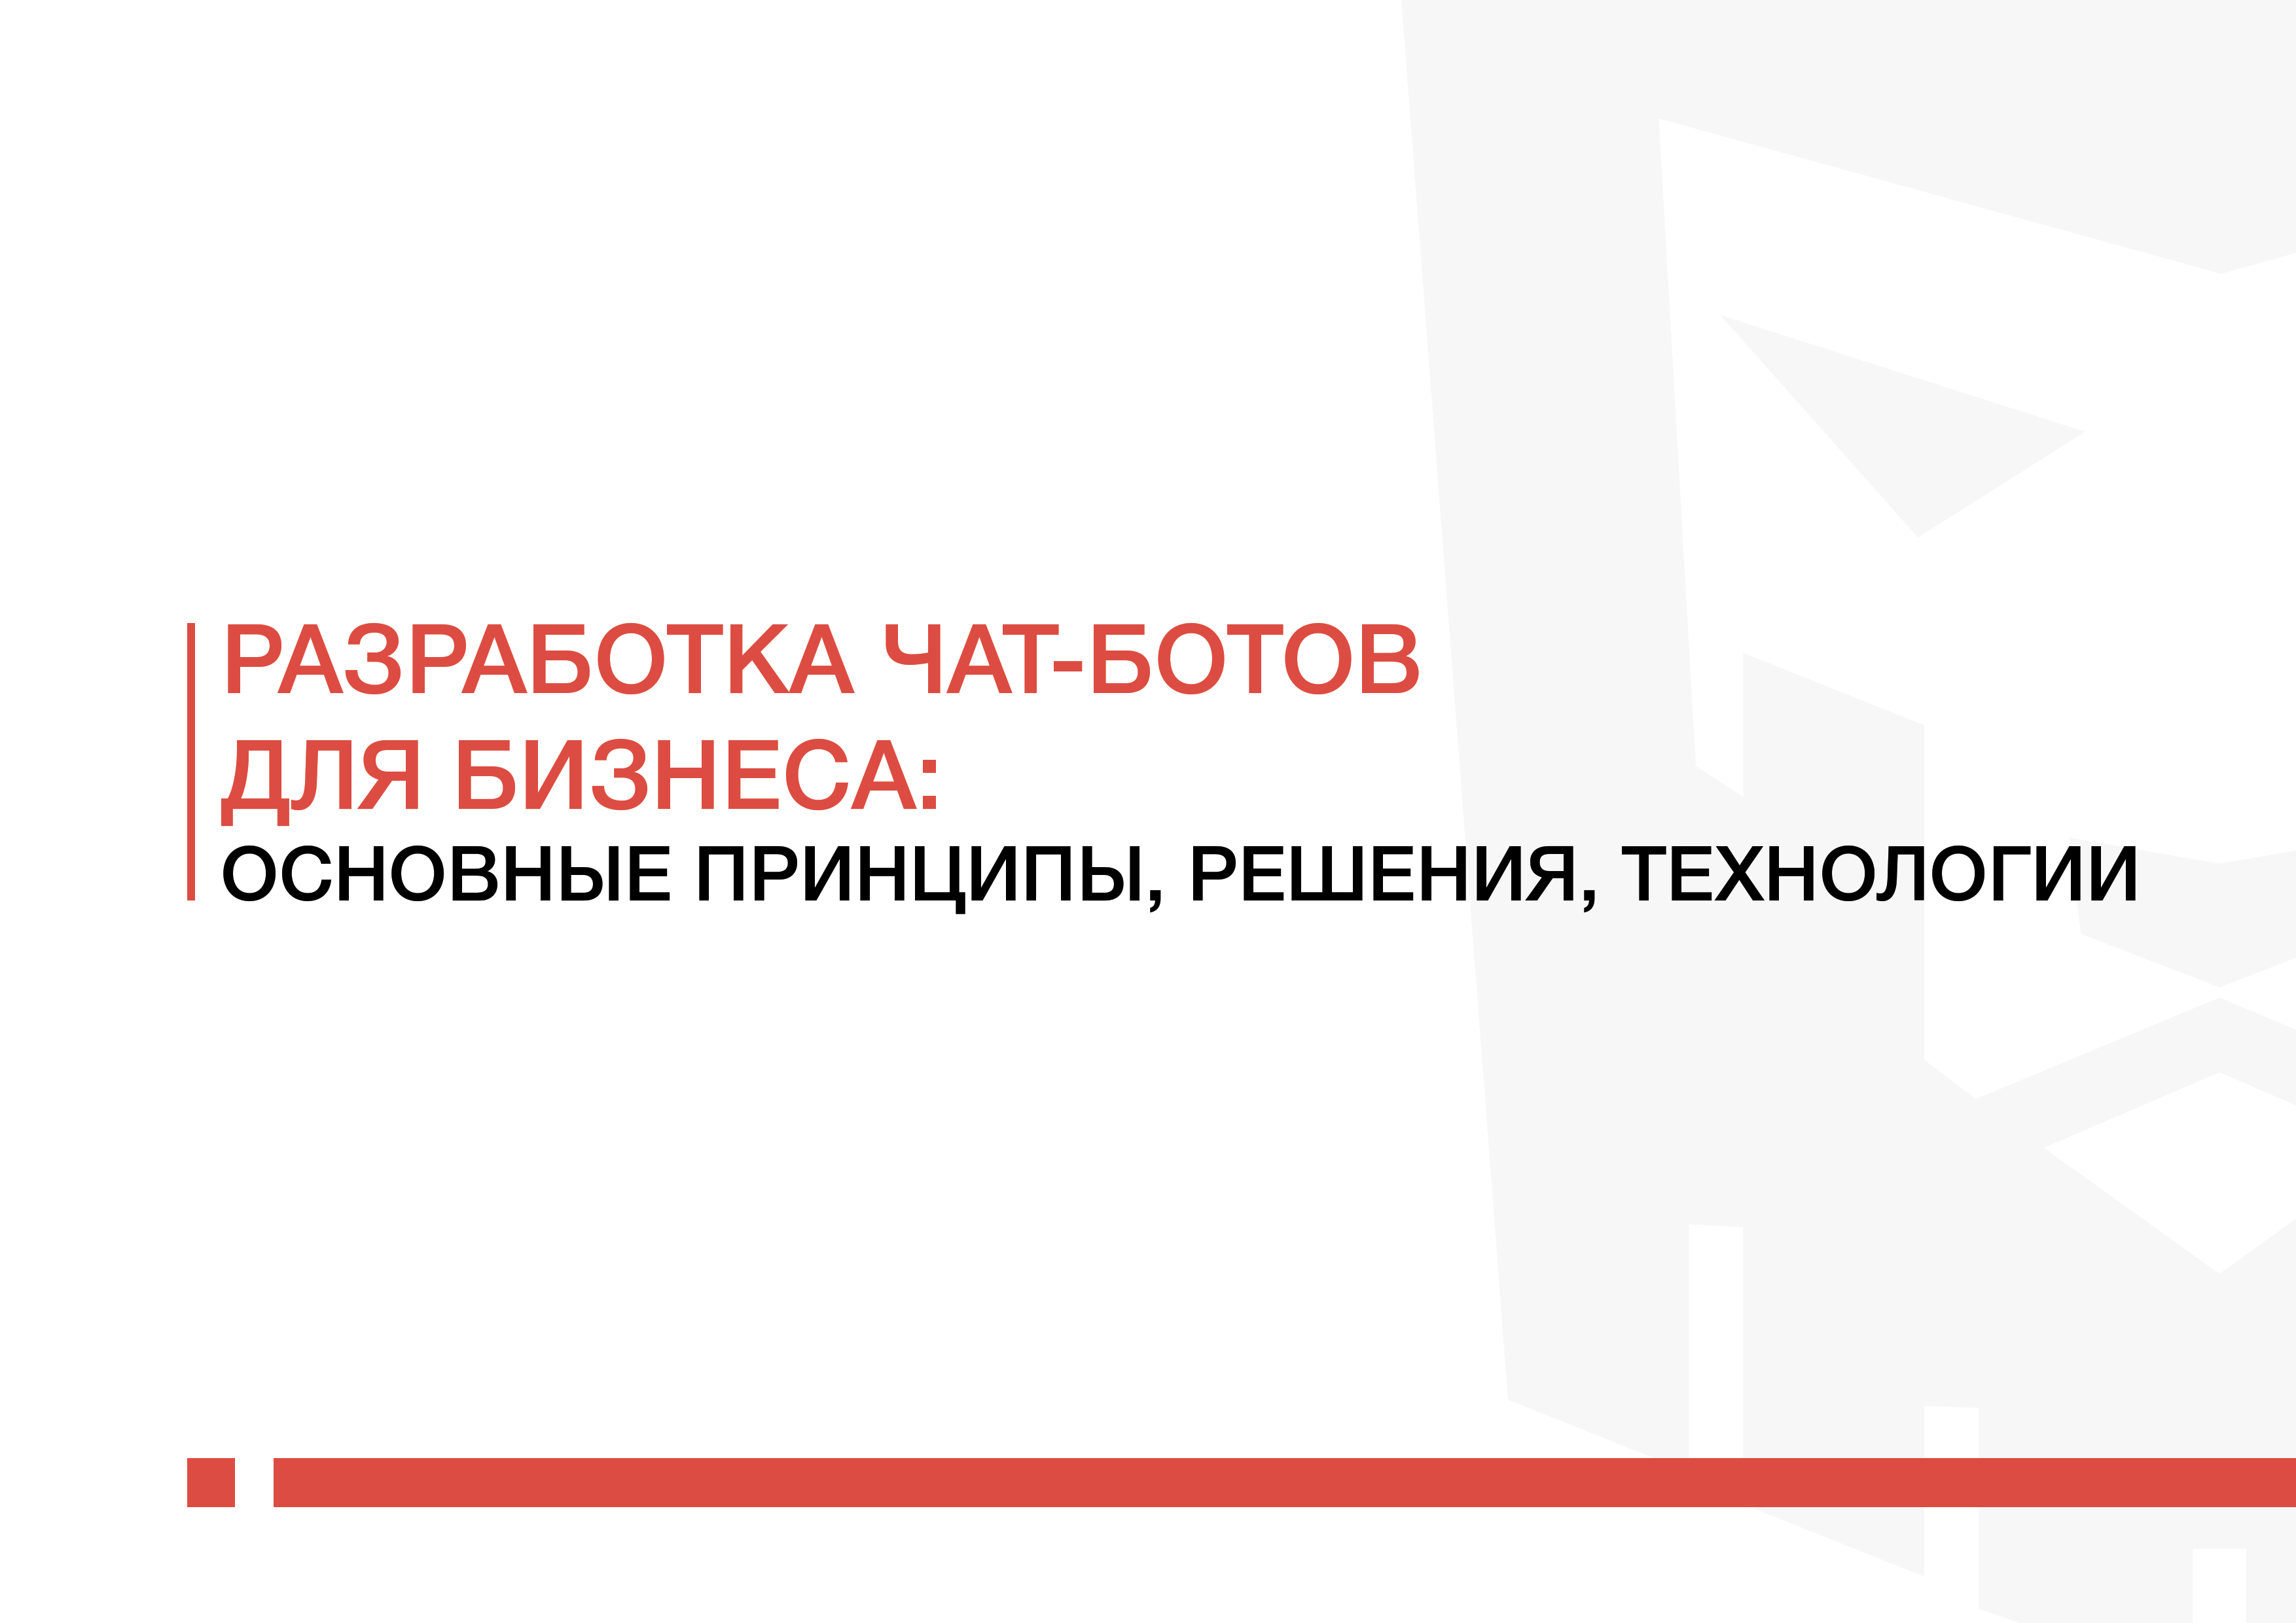 РАЗРАБОТКА ЧАТ-БОТОВ
ДЛЯ БИЗНЕСА:
ОСНОВНЫЕ ПРИНЦИПЫ, РЕШЕНИЯ, ТЕХНОЛОГИИ